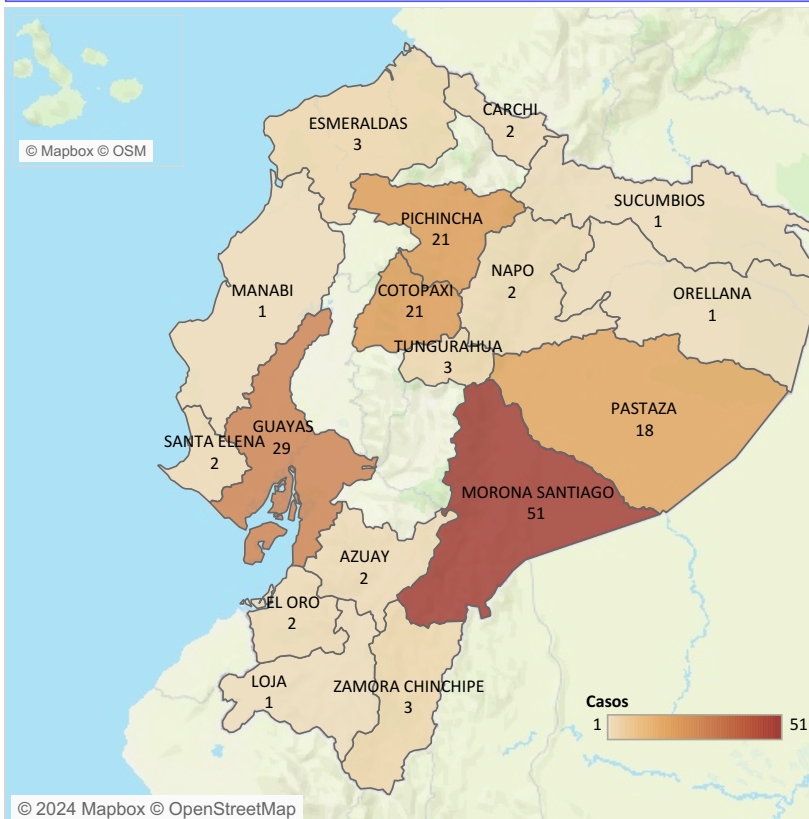 CARCHI
2
ESMERALDAS
3
© Mapbox © OSM
SUCUMBIOS
1
PICHINCHA
21
NAPO
2
MANABI
1
COTOPAXI
21
ORELLANA
1
TUNGURAHUA
3
PASTAZA
18
GUAYAS
29
SANTA ELENA
2
MORONA SANTIAGO
51
AZUAY
2
EL ORO
2
LOJA
1
ZAMORA CHINCHIPE
3
Casos
1 51
© 2024 Mapbox © OpenStreetMap